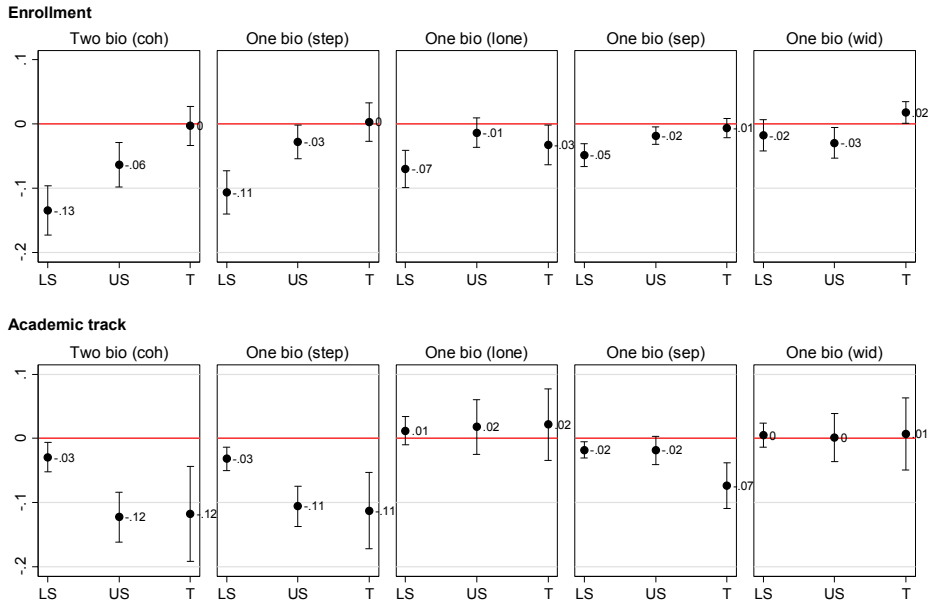 Enrollment
Two bio (coh) One bio (step) One bio (lone) One bio (sep) One bio (wid)
.1
0
-.1
-.2
-.13 -.06 0
-.11 -.03 0
-.07 -.01 -.03
-.05 -.02 -.01
-.02 -.03 .02
LS US T LS US T LS US T LS US T LS US T
Academic track
Two bio (coh) One bio (step) One bio (lone) One bio (sep) One bio (wid)
.1
0
-.1
-.2
-.03 -.12 -.12
-.03 -.11 -.11
.01 .02 .02
-.02 -.02 -.07
0 0 .01
LS US T LS US T LS US T LS US T LS US T